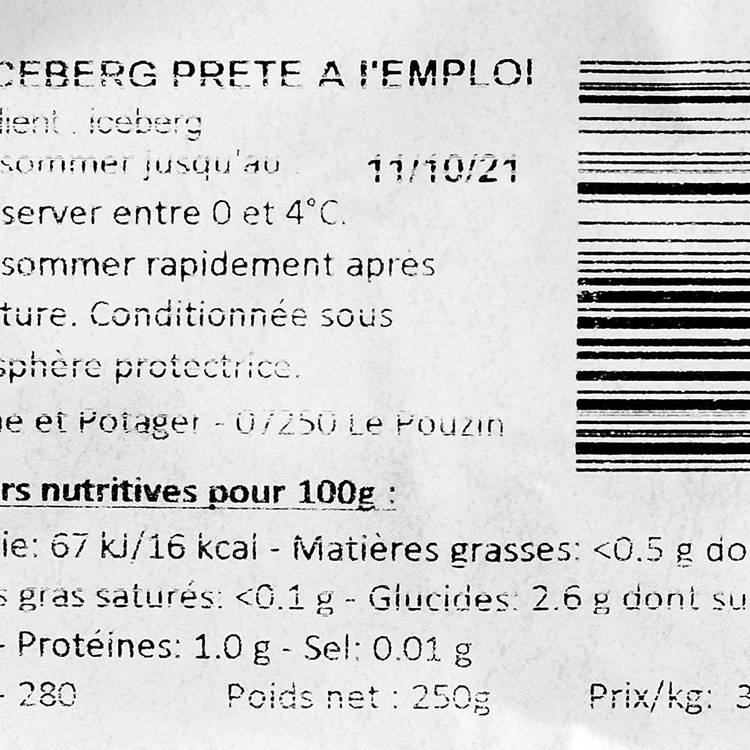 CEBERG PRETE A l'EMPLOI
dient : iceberg
sommer jusqu'au 11/10/21
server entre 0 et 4°C.
sommer rapidement après
ture. Conditionnée sous
sphère protectrice.
ne et Potager - 07250 Le Pouzin
rs nutritives pour 100g :
ie: 67 kJ/16 kcal - Matières grasses: <0.5 g do
s gras saturés: <0.1 g - Glucides: 2.6 g dont su
- Protéines: 1.0 g - Sel: 0.01 g
- 280 Poids net : 250g Prix/kg: 3